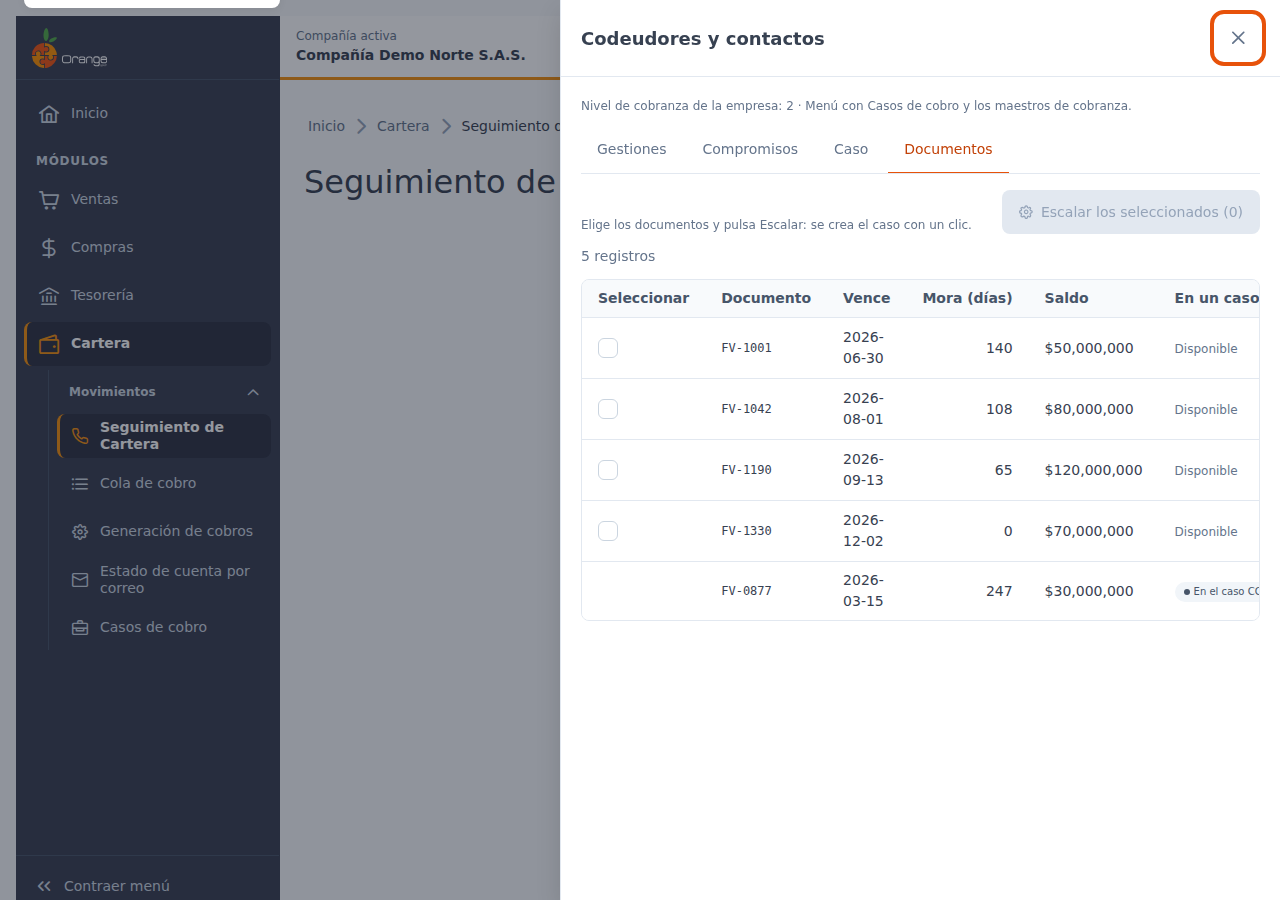 Orange
Inicio
MÓDULOS
Ventas
Compras
Tesorería
Cartera
Movimientos
Seguimiento de
Cartera
Cola de cobro
Generación de cobros
Estado de cuenta por
correo
Casos de cobro
Contraer menú
Compañía activa
Compañía Demo Norte S.A.S.
Inicio
Cartera
Seguimiento
Seguimiento de
Codeudores y contactos
Nivel de cobranza de la empresa: 2 · Menú con Casos de cobro y los maestros de cobranza.
Gestiones Compromisos Caso Documentos
Elige los documentos y pulsa Escalar: se crea el caso con un clic.
Escalar los seleccionados (0)
5 registros
Seleccionar Documento Vence Mora (días) Saldo En un caso
FV-1001 2026-06-30 140 $50,000,000 Disponible
FV-1042 2026-08-01 108 $80,000,000 Disponible
FV-1190 2026-09-13 65 $120,000,000 Disponible
FV-1330 2026-12-02 0 $70,000,000 Disponible
FV-0877 2026-03-15 247 $30,000,000 En el caso